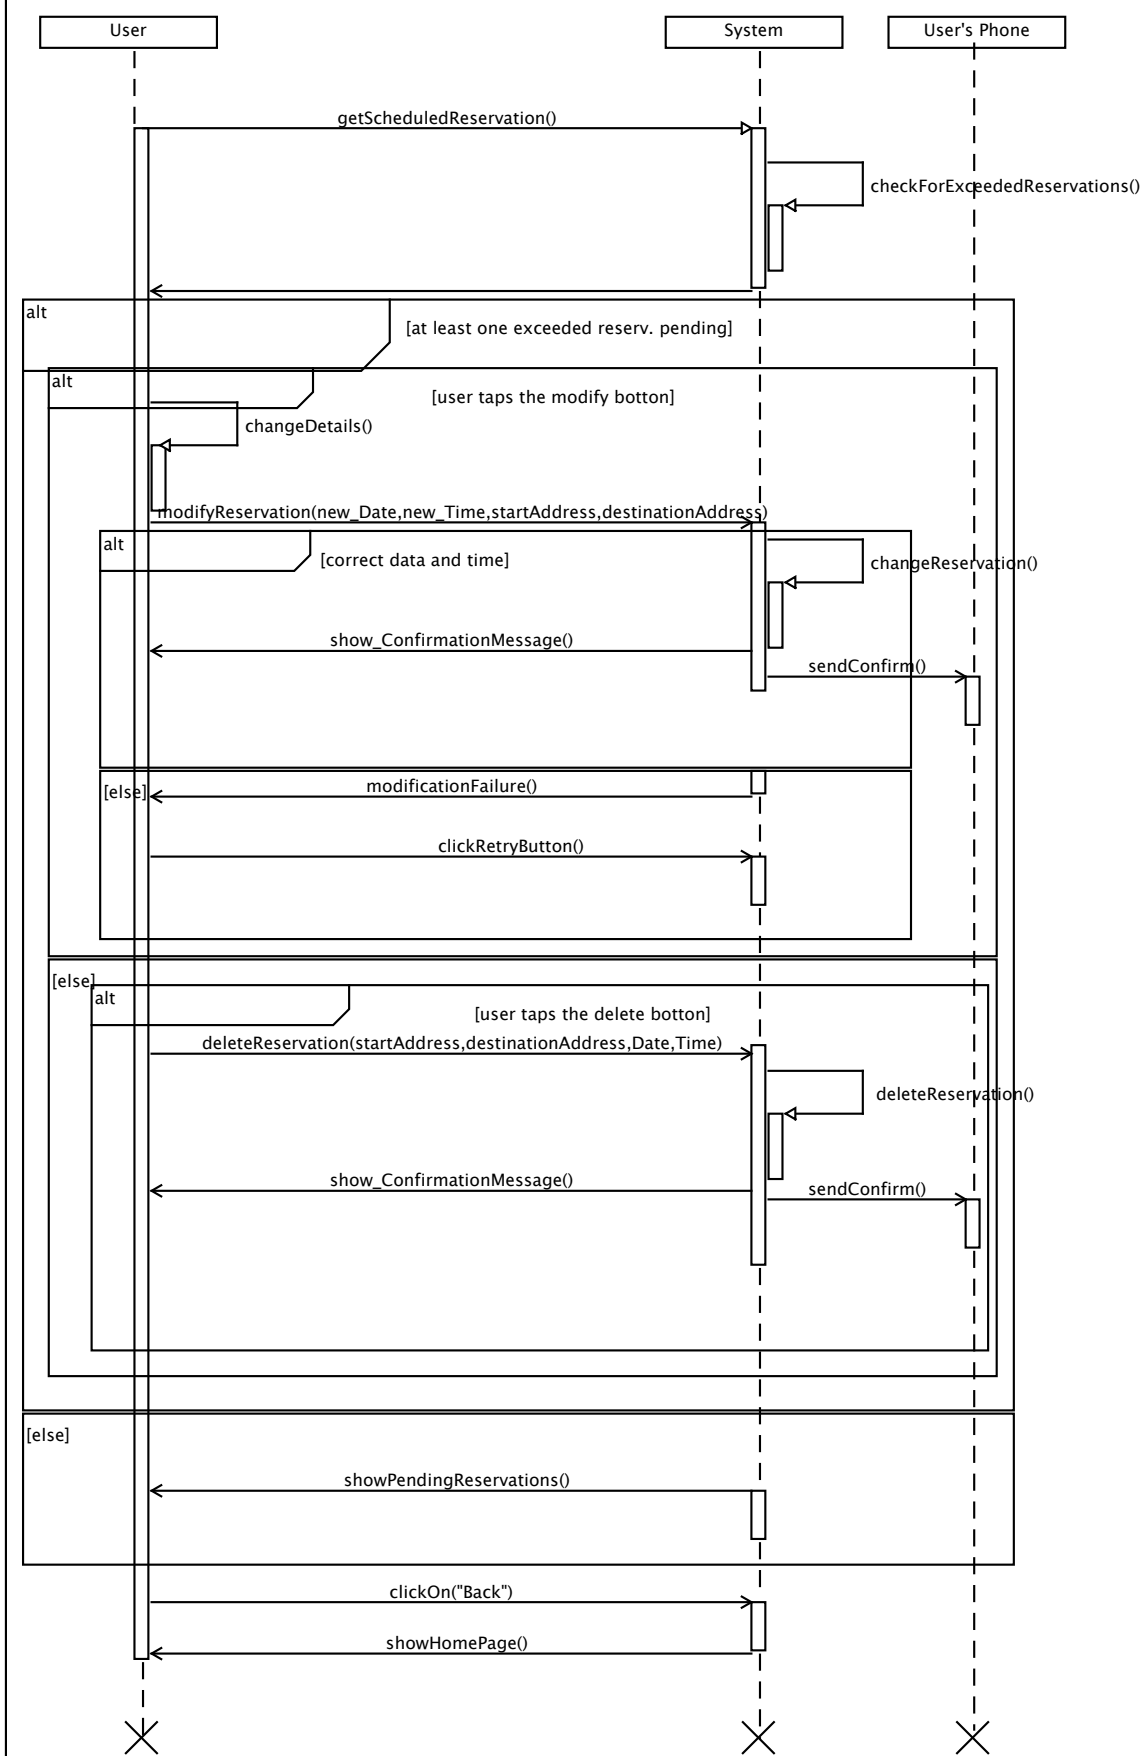 User
System
User's Phone
getScheduledReservation()
checkForExceededReservations()
alt
[at least one exceeded reserv. pending]
alt
[user taps the modify botton]
changeDetails()
modifyReservation(new_Date,new_Time,startAddress,destinationAddress)
alt
[correct data and time]
changeReservation()
show_ConfirmationMessage()
sendConfirm()
[else]
modificationFailure()
clickRetryButton()
[else]
alt
[user taps the delete botton]
deleteReservation(startAddress,destinationAddress,Date,Time)
deleteReservation()
show_ConfirmationMessage()
sendConfirm()
[else]
showPendingReservations()
clickOn("Back")
showHomePage()